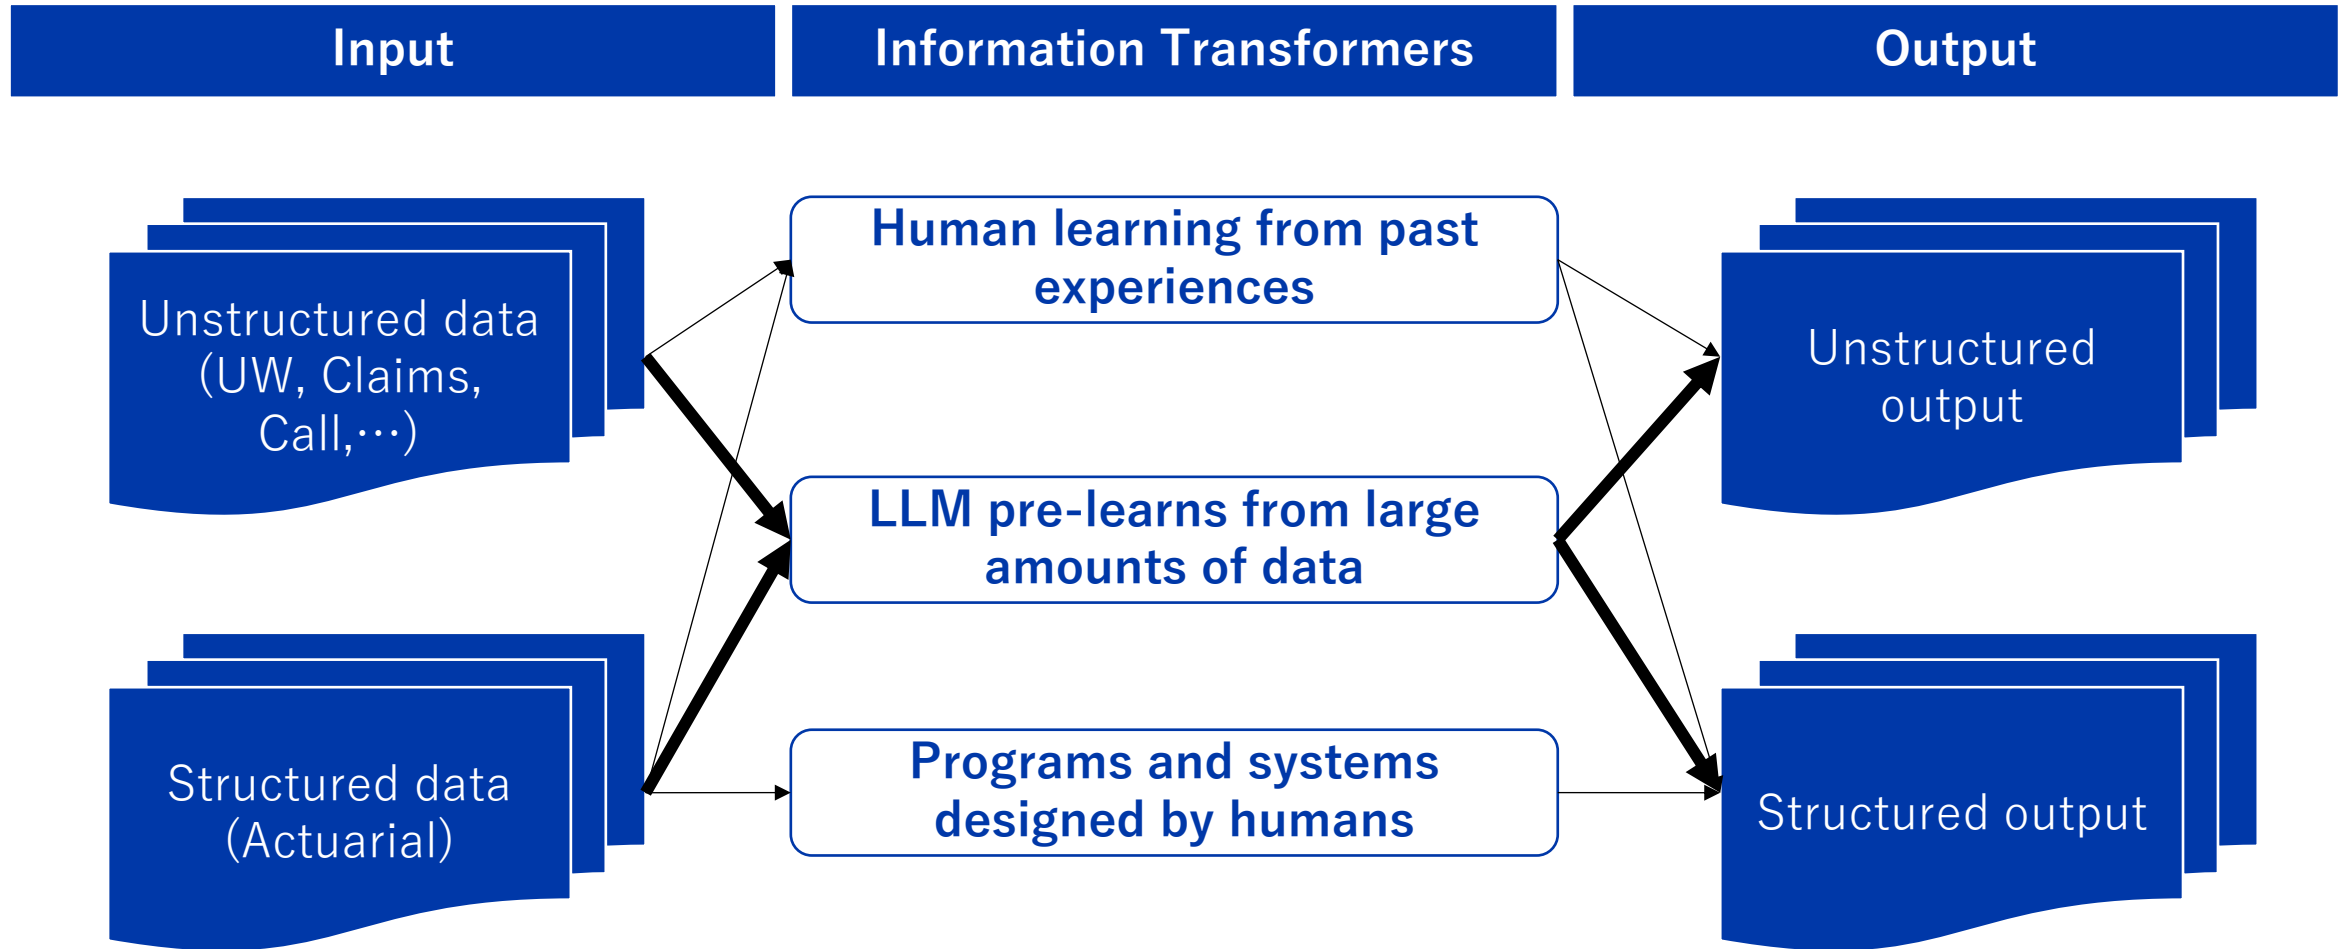 Input
Information Transformers
Output
Unstructured data
(UW, Claims,
Call,…)
Structured data
(Actuarial)
Human learning from past
experiences
LLM pre-learns from large
amounts of data
Programs and systems
designed by humans
Unstructured
output
Structured output